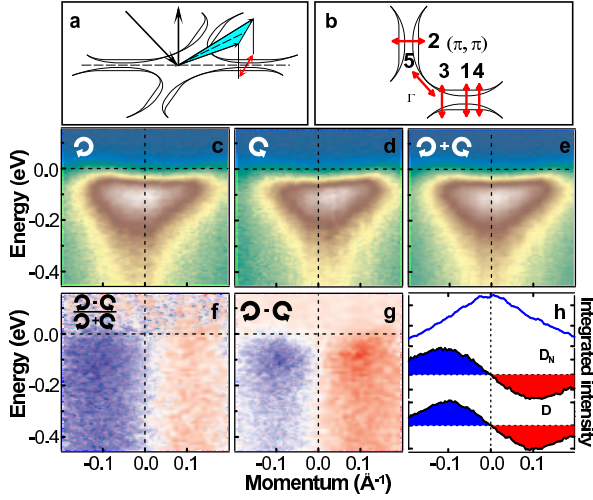 a
b
2 (π, π)
5
3 14
Γ
c
d
+
e
0.0
-0.2
-0.4
Energy (eV)
-
+
f
-
g
h
0.0
-0.2
-0.4
Energy (eV)
D_N
D
Integrated intensity
-0.1 0.0 0.1
-0.1 0.0 0.1
-0.1 0.0 0.1
Momentum (Å⁻¹)